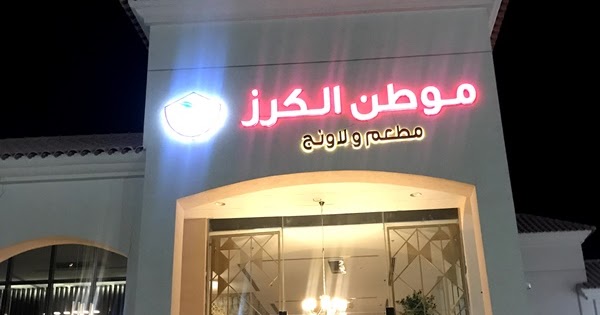 موطن الكرز
مطعم و لاونج